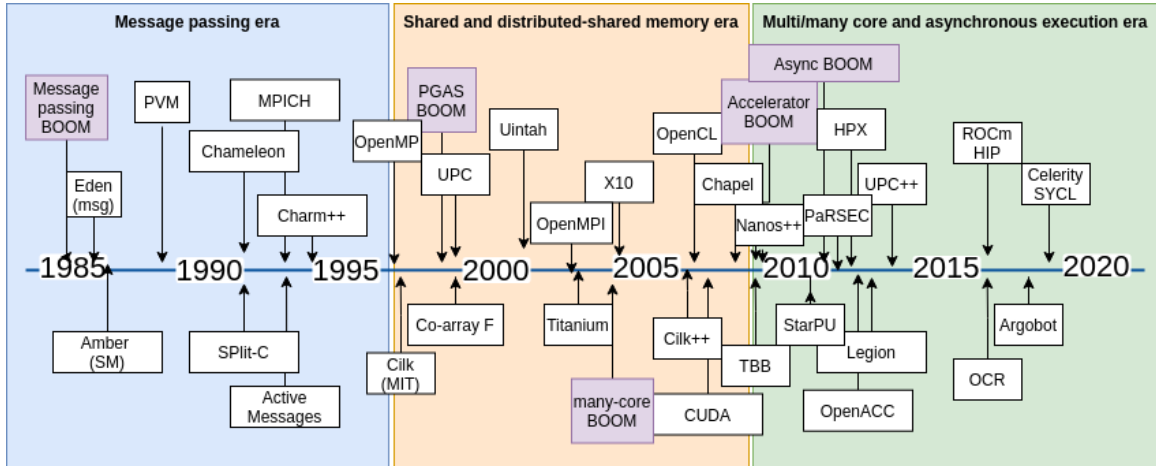 Message passing era
Shared and distributed-shared memory era
Multi/many core and asynchronous execution era
Message
passing
BOOM
PVM
MPICH
Chameleon
Eden
(msg)
Charm++
OpenMP
PGAS
BOOM
UPC
Uintah
OpenMPI
X10
OpenCL
Chapel
Accelerator
BOOM
Async BOOM
Nanos++
HPX
PaRSEC
UPC++
ROCm
HIP
Celerity
SYCL
1985
1990
1995
2000
2005
2010
2015
2020
Amber
(SM)
SPlit-C
Active
Messages
Cilk
(MIT)
Co-array F
Titanium
many-core
BOOM
Cilk++
CUDA
TBB
StarPU
Legion
OpenACC
OCR
Argobot